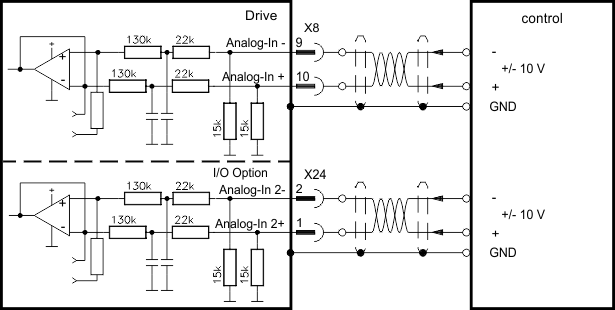 Drive
X8
control
130k 22k Analog-In - 9 -
+/- 10 V
130k 22k Analog-In + 10 +
GND
15k 15k
+
+
-
I/O Option
X24
130k 22k Analog-In 2- 2 -
+/- 10 V
130k 22k Analog-In 2+ 1 +
GND
15k 15k
+
+
-